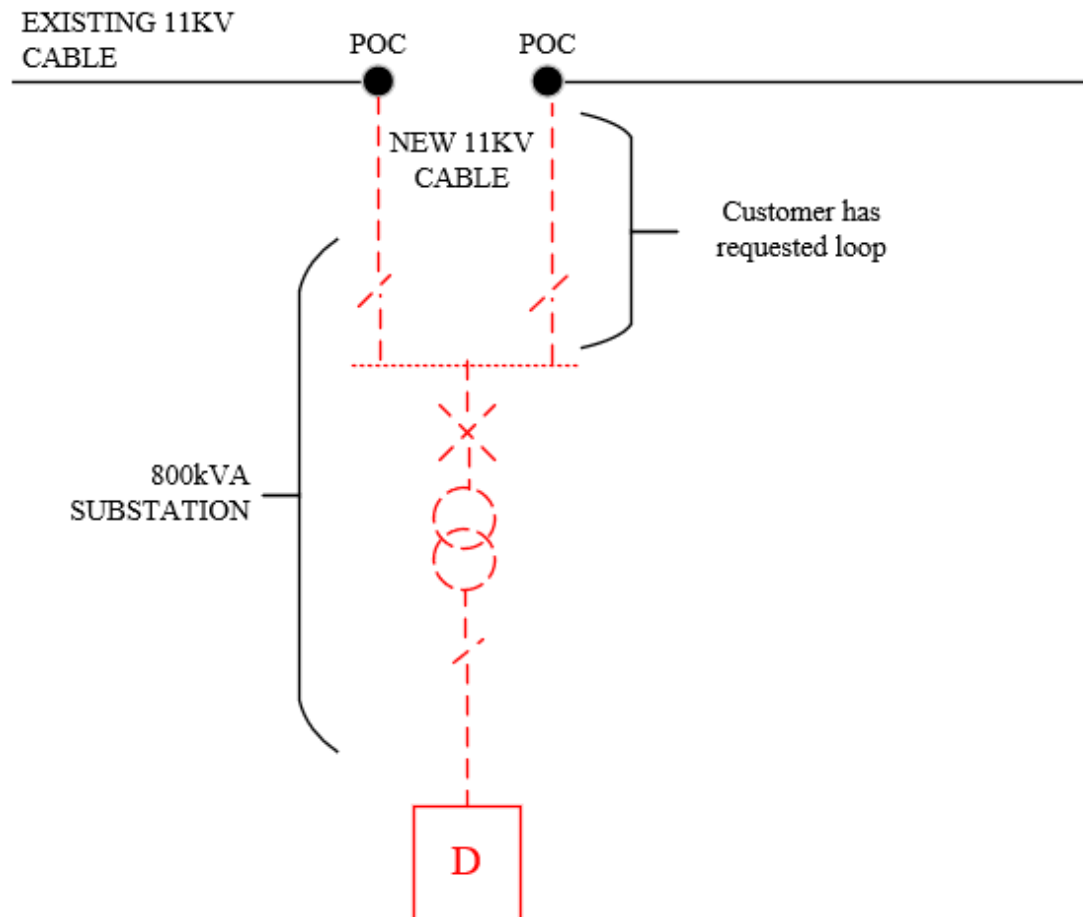 EXISTING 11KV
CABLE
POC
POC
NEW 11KV
CABLE
Customer has
requested loop
800kVA
SUBSTATION
D